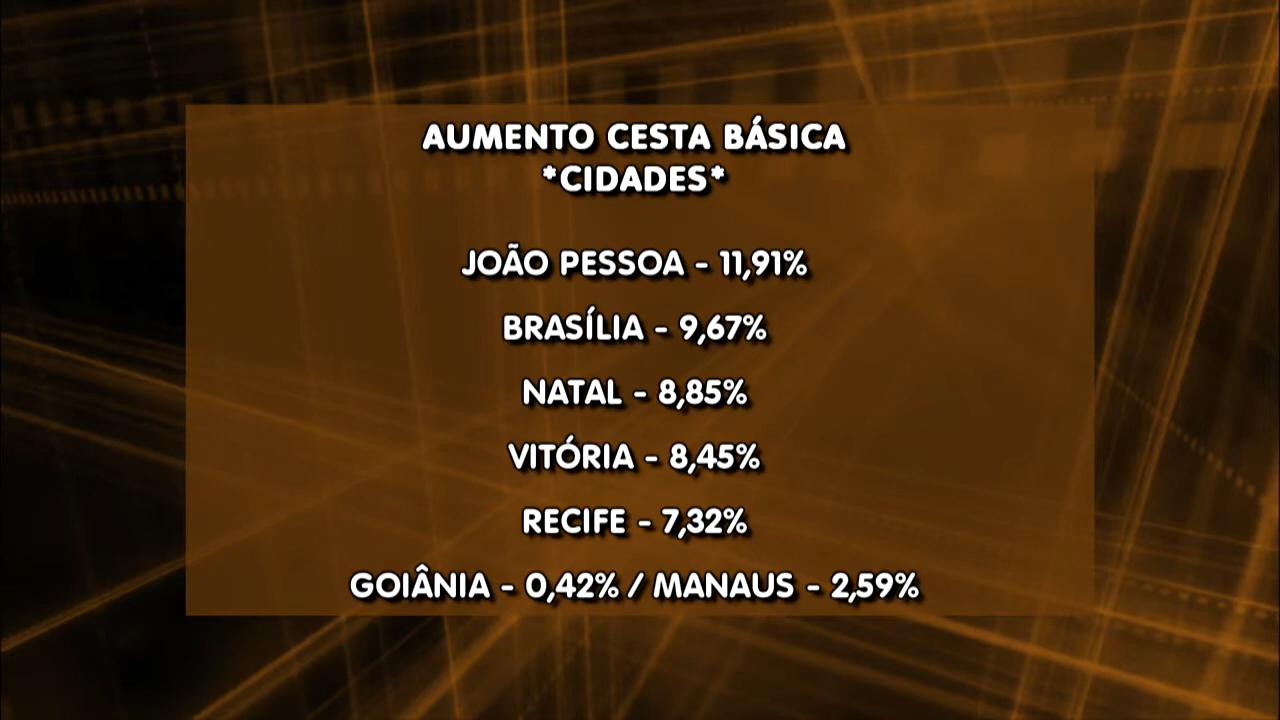 AUMENTO CESTA BÁSICA
*CIDADES*
JOÃO PESSOA - 11,91%
BRASÍLIA - 9,67%
NATAL - 8,85%
VITÓRIA - 8,45%
RECIFE - 7,32%
GOIÂNIA - 0,42% / MANAUS - 2,59%